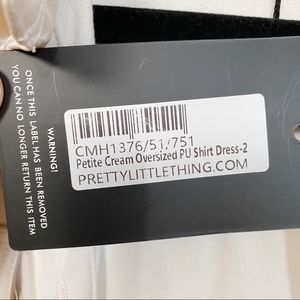 WARNING!
ONCE THIS LABEL HAS BEEN REMOVED
YOU CAN NO LONGER RETURN THIS ITEM
CMH1376/51/751
Petite Cream Oversized PU Shirt Dress-2
PRETTYLITTLETHING.COM